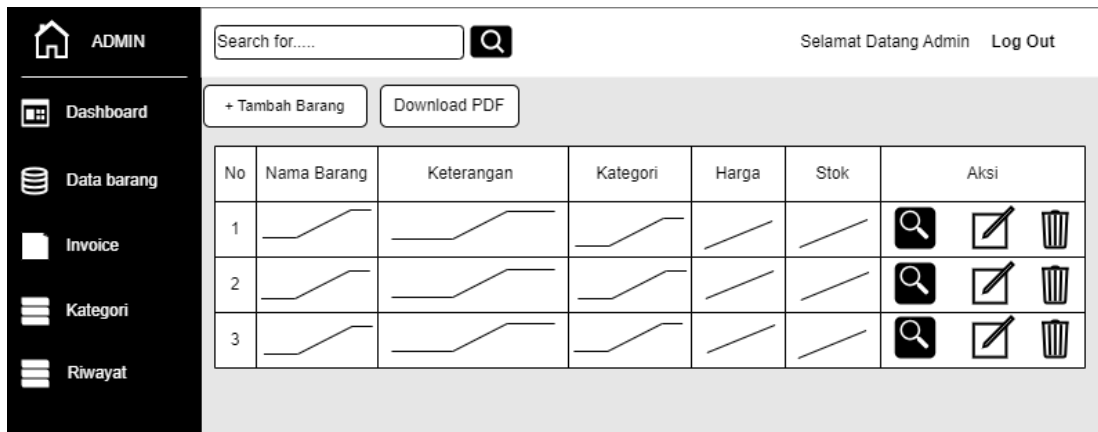 ADMIN
Search for.....
Selamat Datang Admin Log Out
Dashboard
Data barang
Invoice
Kategori
Riwayat
+ Tambah Barang
Download PDF
No Nama Barang Keterangan Kategori Harga Stok Aksi
1
2
3